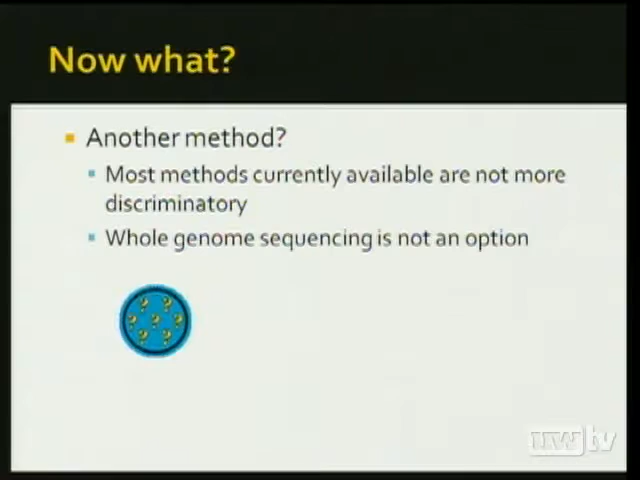 Now what?
Another method?
Most methods currently available are not more
discriminatory
Whole genome sequencing is not an option
? ? ? ? ? ? ?
uwtv